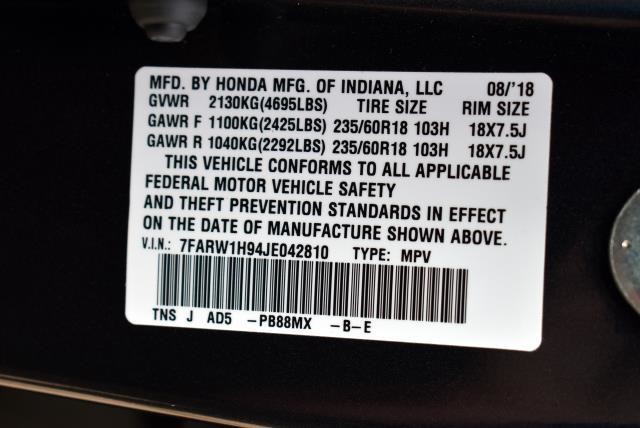 MFD. BY HONDA MFG. OF INDIANA, LLC 08/'18
GVWR 2130KG(4695LBS) TIRE SIZE RIM SIZE
GAWR F 1100KG(2425LBS) 235/60R18 103H 18X7.5J
GAWR R 1040KG(2292LBS) 235/60R18 103H 18X7.5J
THIS VEHICLE CONFORMS TO ALL APPLICABLE
FEDERAL MOTOR VEHICLE SAFETY
AND THEFT PREVENTION STANDARDS IN EFFECT
ON THE DATE OF MANUFACTURE SHOWN ABOVE.
V.I.N.: 7FARW1H94JE042810 TYPE: MPV
TNS J AD5 -PB88MX -B-E